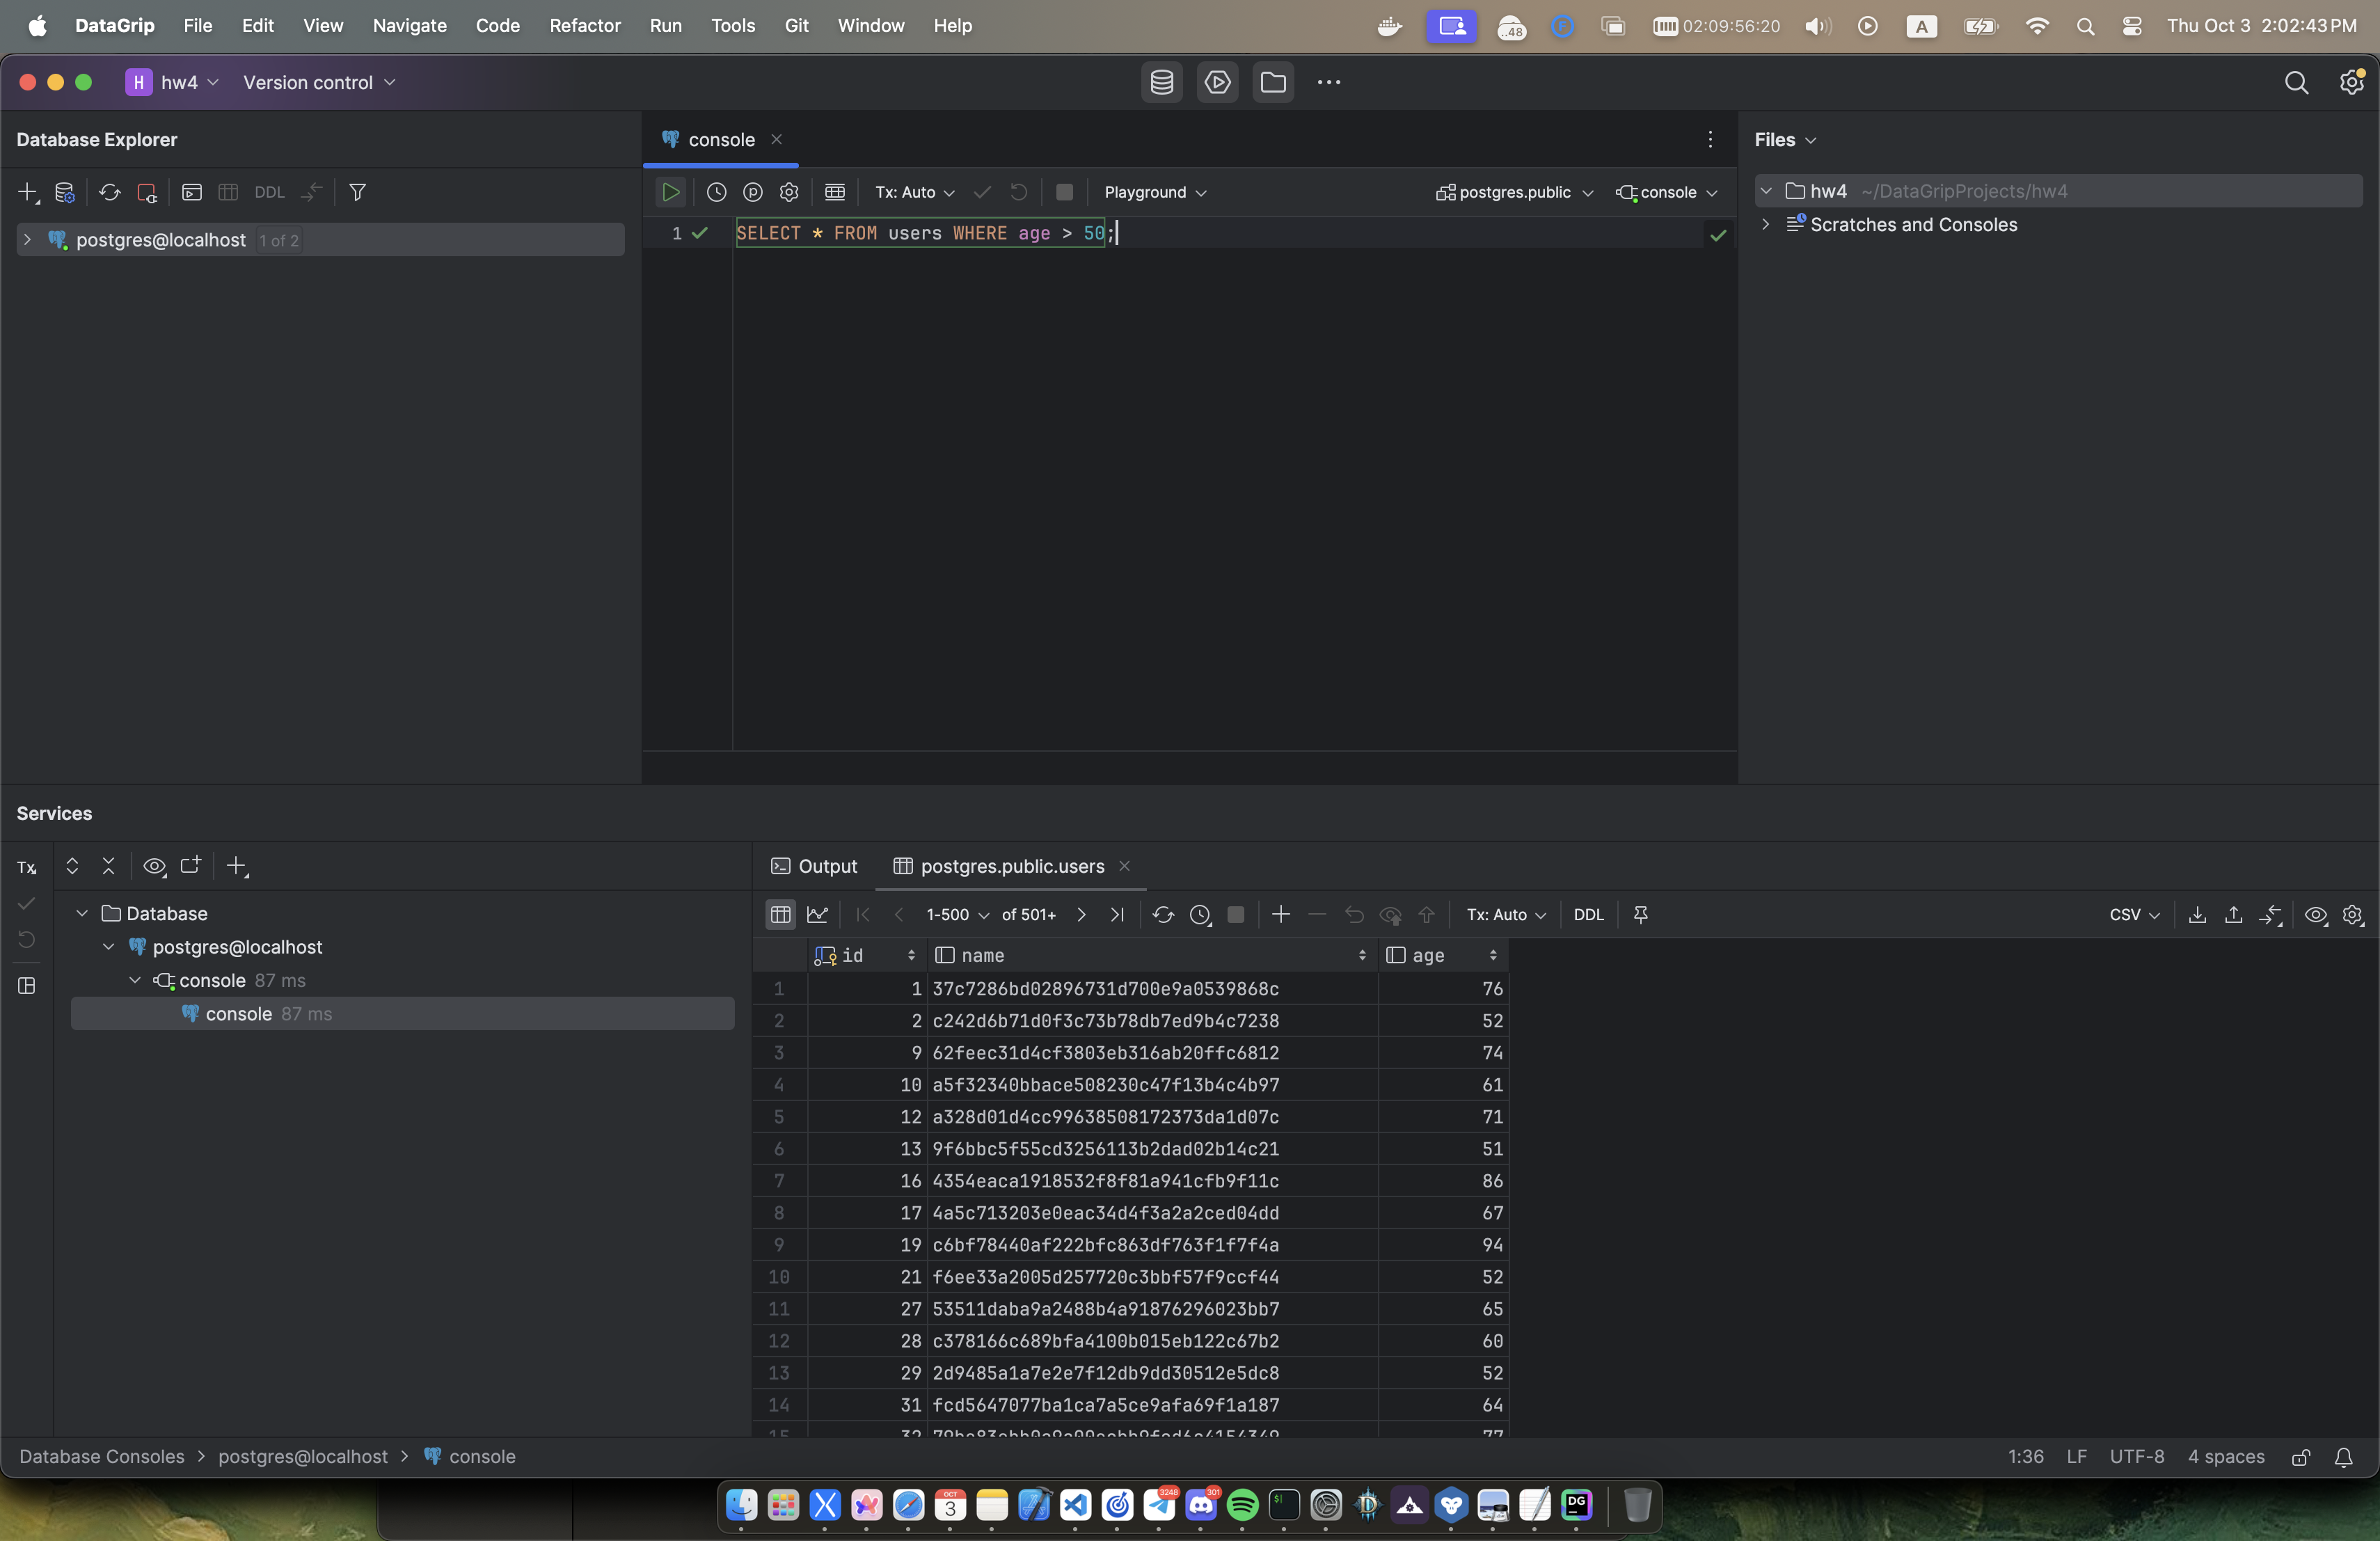 DataGrip File Edit View Navigate Code Refactor Run Tools Git Window Help ..48 02:09:56:20 A Thu Oct 3 2:02:43 PM
H hw4 Version control
Database Explorer
DDL
postgres@localhost 1 of 2
console
Tx: Auto Playground postgres.public console
1 SELECT * FROM users WHERE age > 50;
Files
hw4 ~/DataGripProjects/hw4
Scratches and Consoles
Services
Tx
Database
postgres@localhost
console 87 ms
console 87 ms
Output postgres.public.users
1-500 of 501+ Tx: Auto DDL CSV
id name age
1 1 37c7286bd02896731d700e9a0539868c 76
2 2 c242d6b71d0f3c73b78db7ed9b4c7238 52
3 9 62feec31d4cf3803eb316ab20ffc6812 74
4 10 a5f32340bbace508230c47f13b4c4b97 61
5 12 a328d01d4cc99638508172373da1d07c 71
6 13 9f6bbc5f55cd3256113b2dad02b14c21 51
7 16 4354eaca1918532f8f81a941cfb9f11c 86
8 17 4a5c713203e0eac34d4f3a2a2ced04dd 67
9 19 c6bf78440af222bfc863df763f1f7f4a 94
10 21 f6ee33a2005d257720c3bbf57f9ccf44 52
11 27 53511daba9a2488b4a91876296023bb7 65
12 28 c378166c689bfa4100b015eb122c67b2 60
13 29 2d9485a1a7e2e7f12db9dd30512e5dc8 52
14 31 fcd5647077ba1ca7a5ce9afa69f1a187 64
15 32 77
Database Consoles > postgres@localhost > console 1:36 LF UTF-8 4 spaces
OCT 3 3248 301 DG